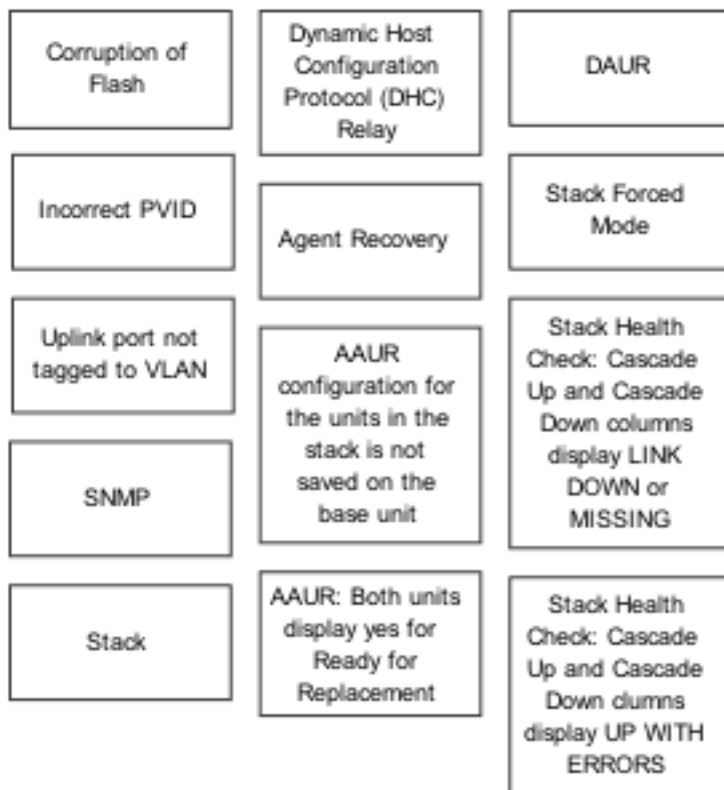 Corruption of
Flash
Incorrect PVID
Uplink port not
tagged to VLAN
SNMP
Stack
Dynamic Host
Configuration
Protocol (DHC)
Relay
Agent Recovery
AAUR
configuration for
the units in the
stack is not
saved on the
base unit
AAUR: Both units
display yes for
Ready for
Replacement
DAUR
Stack Forced
Mode
Stack Health
Check: Cascade
Up and Cascade
Down columns
display LINK
DOWN or
MISSING
Stack Health
Check: Cascade
Up and Cascade
Down clumns
display UP WITH
ERRORS